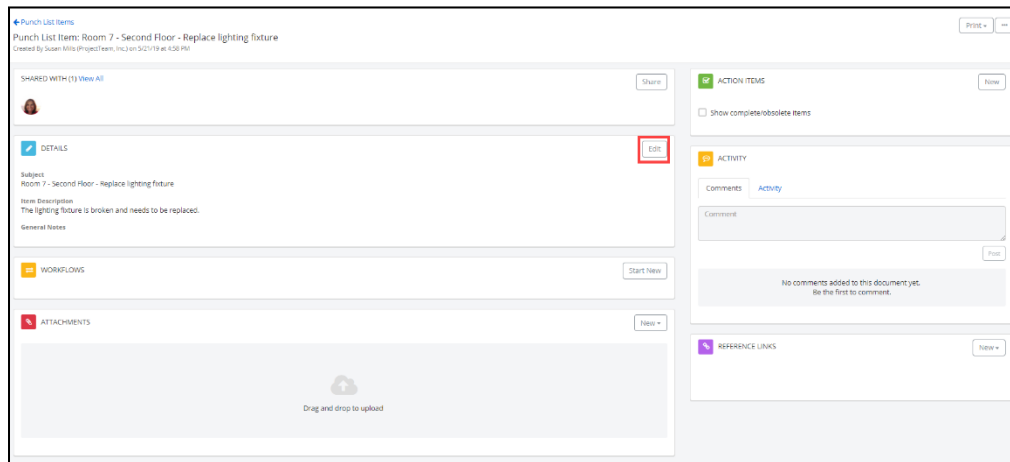 Punch List Items
Punch List Item: Room 7 - Second Floor - Replace lighting fixture
Created By Susan Mills (ProjectTeam, Inc.) on 5/21/19 at 4:58 PM
Print
SHARED WITH (1) View All
Share
DETAILS
Edit
Subject
Room 7 - Second Floor - Replace lighting fixture
Item Description
The lighting fixture is broken and needs to be replaced.
General Notes
WORKFLOWS
Start New
ATTACHMENTS
New
Drag and drop to upload
ACTION ITEMS
New
Show complete/obsolete items
ACTIVITY
Comments Activity
Comment
Post
No comments added to this document yet.
Be the first to comment.
REFERENCE LINKS
New